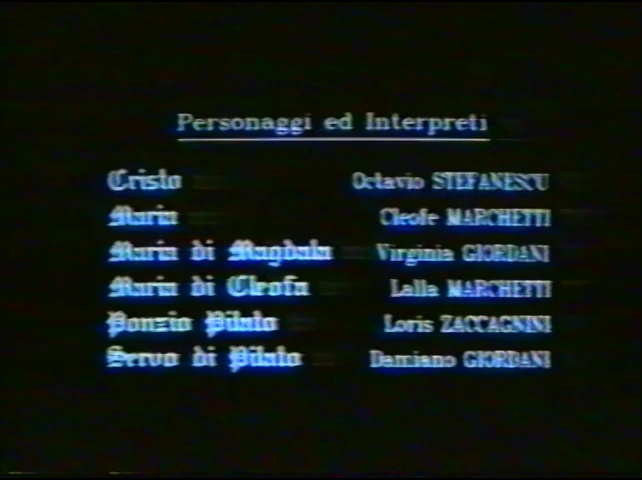 Personaggi ed Interpreti
Cristo Octavio STEFANESCU
Maria Cleofe MARCHETTI
Maria di Magdala Virginia GIORDANI
Maria di Cleofa Lalla MARCHETTI
Ponzio Pilato Loris ZACCAGNINI
Servo di Pilato Damiano GIORDANI